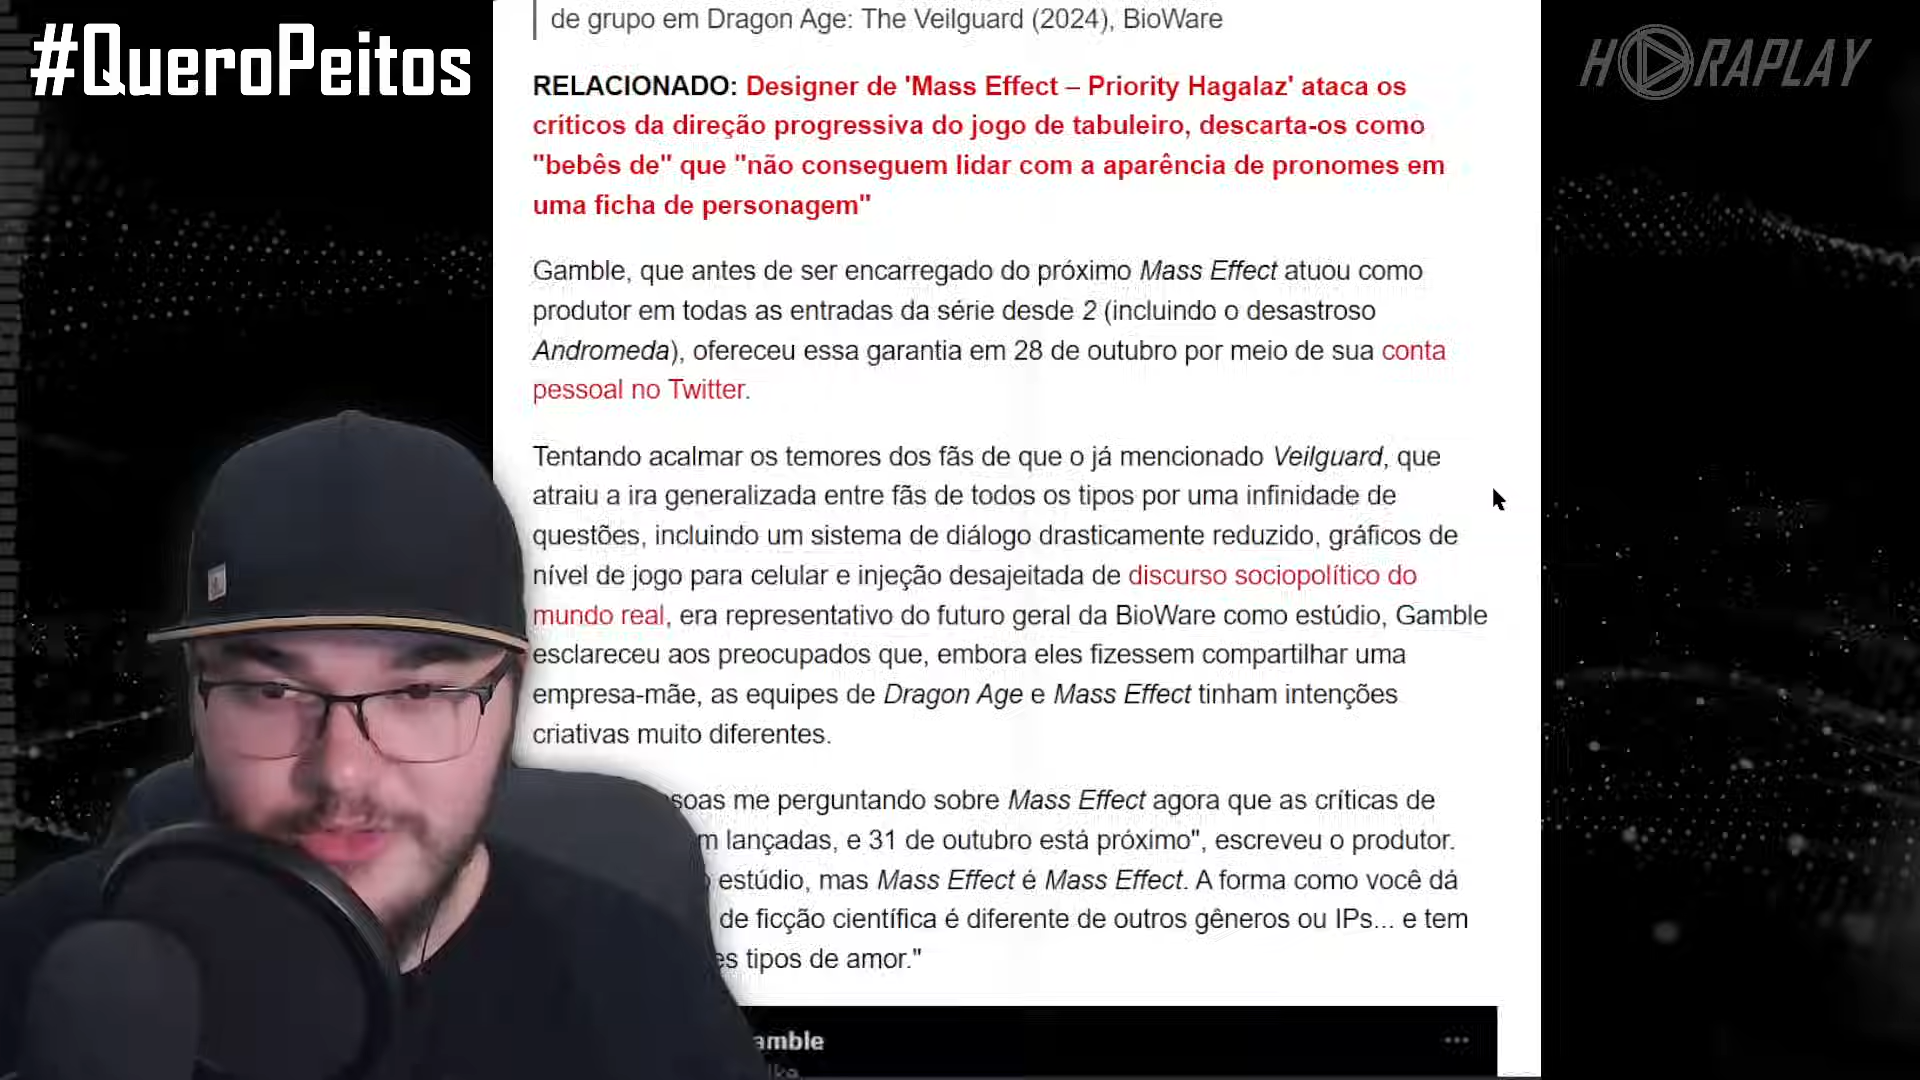 #QueroPeitos
HORAPLAY
de grupo em Dragon Age: The Veilguard (2024), BioWare
RELACIONADO: Designer de 'Mass Effect – Priority Hagalaz' ataca os
críticos da direção progressiva do jogo de tabuleiro, descarta-os como
"bebês de" que "não conseguem lidar com a aparência de pronomes em
uma ficha de personagem"
Gamble, que antes de ser encarregado do próximo Mass Effect atuou como
produtor em todas as entradas da série desde 2 (incluindo o desastroso
Andromeda), ofereceu essa garantia em 28 de outubro por meio de sua conta
pessoal no Twitter.
Tentando acalmar os temores dos fãs de que o já mencionado Veilguard, que
atraiu a ira generalizada entre fãs de todos os tipos por uma infinidade de
questões, incluindo um sistema de diálogo drasticamente reduzido, gráficos de
nível de jogo para celular e injeção desajeitada de discurso sociopolítico do
mundo real, era representativo do futuro geral da BioWare como estúdio, Gamble
esclareceu aos preocupados que, embora eles fizessem compartilhar uma
empresa-mãe, as equipes de Dragon Age e Mass Effect tinham intenções
criativas muito diferentes.
soas me perguntando sobre Mass Effect agora que as críticas de
m lançadas, e 31 de outubro está próximo", escreveu o produtor.
estúdio, mas Mass Effect é Mass Effect. A forma como você dá
de ficção científica é diferente de outros gêneros ou IPs... e tem
es tipos de amor."
amble